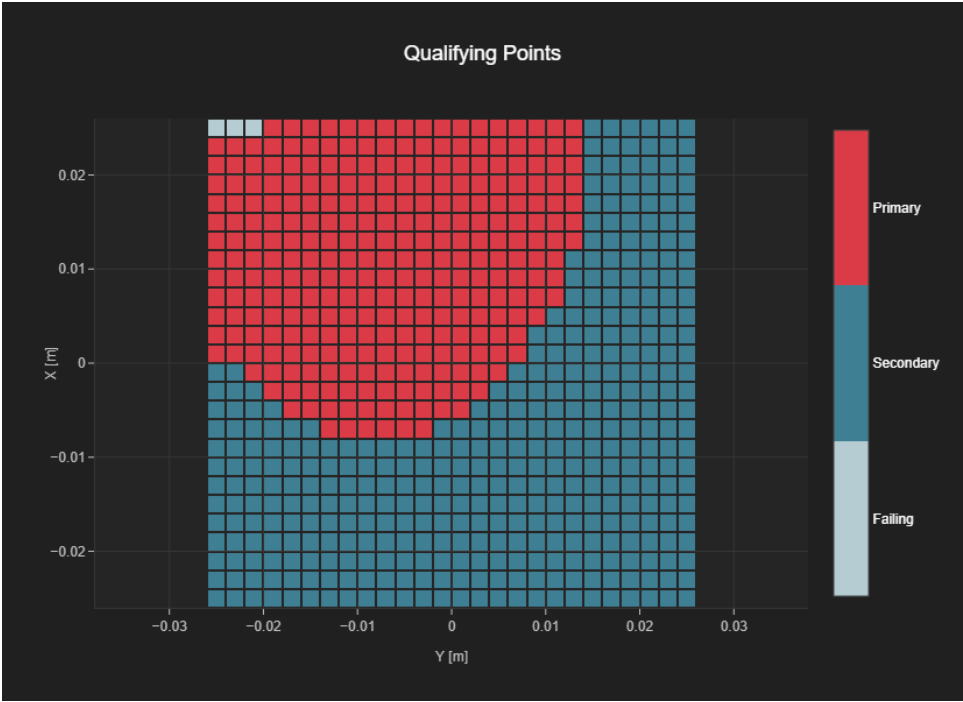 Qualifying Points
0.02
0.01
0
−0.01
−0.02
X [m]
−0.03
−0.02
−0.01
0
0.01
0.02
0.03
Y [m]
Primary
Secondary
Failing